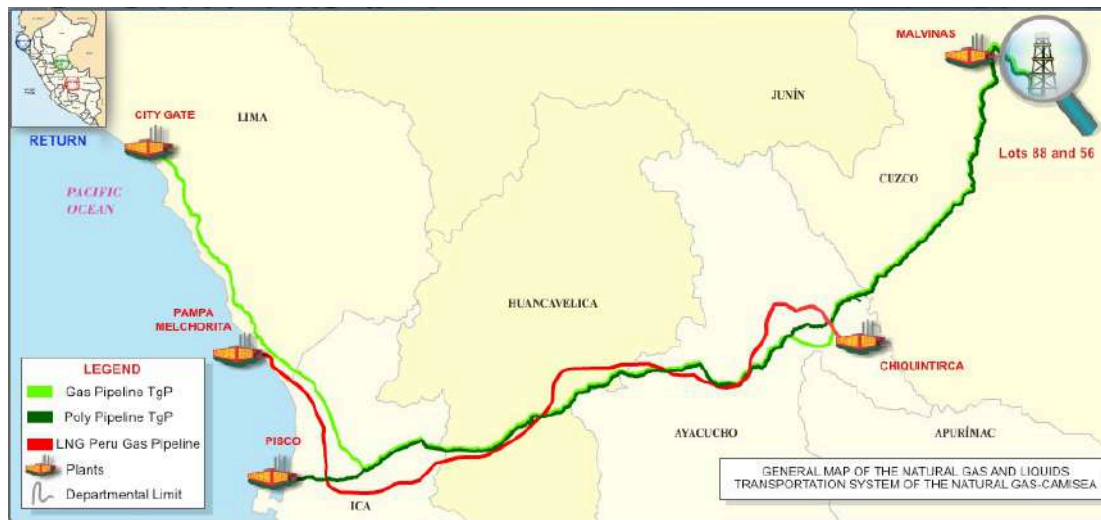 MALVINAS
JUNÍN
CITY GATE
LIMA
RETURN
Lots 88 and 56
CUZCO
PACIFIC
OCEAN
HUANCAVELICA
PAMPA
MELCHORITA
CHIQUINTIRCA
LEGEND
Gas Pipeline TgP
Poly Pipeline TgP
LNG Peru Gas Pipeline
Plants
Departmental Limit
PISCO
AYACUCHO
APURÍMAC
ICA
GENERAL MAP OF THE NATURAL GAS AND LIQUIDS
TRANSPORTATION SYSTEM OF THE NATURAL GAS-CAMISEA